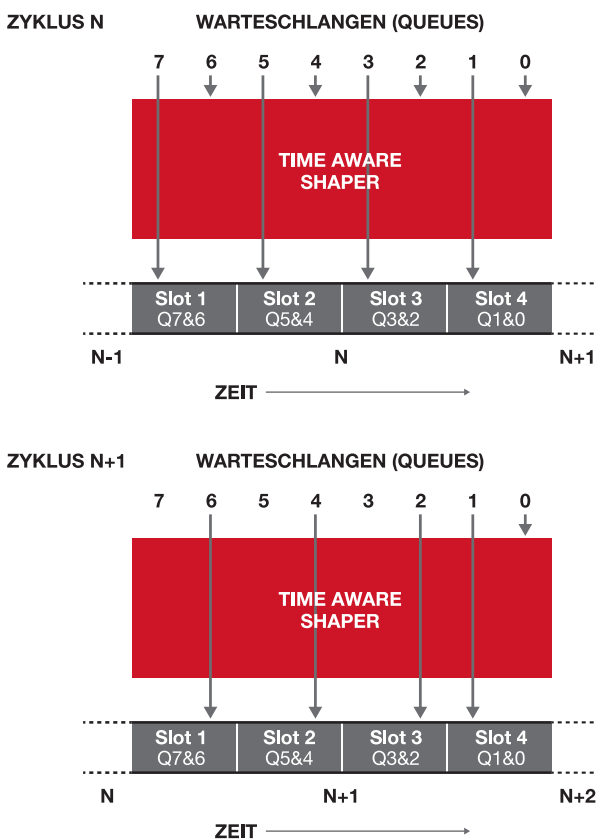 ZYKLUS N WARTESCHLANGEN (QUEUES)
7 6 5 4 3 2 1 0
TIME AWARE
SHAPER
Slot 1 Slot 2 Slot 3 Slot 4
Q7&6 Q5&4 Q3&2 Q1&0
N-1 N N+1
ZEIT
ZYKLUS N+1 WARTESCHLANGEN (QUEUES)
7 6 5 4 3 2 1 0
TIME AWARE
SHAPER
Slot 1 Slot 2 Slot 3 Slot 4
Q7&6 Q5&4 Q3&2 Q1&0
N N+1 N+2
ZEIT